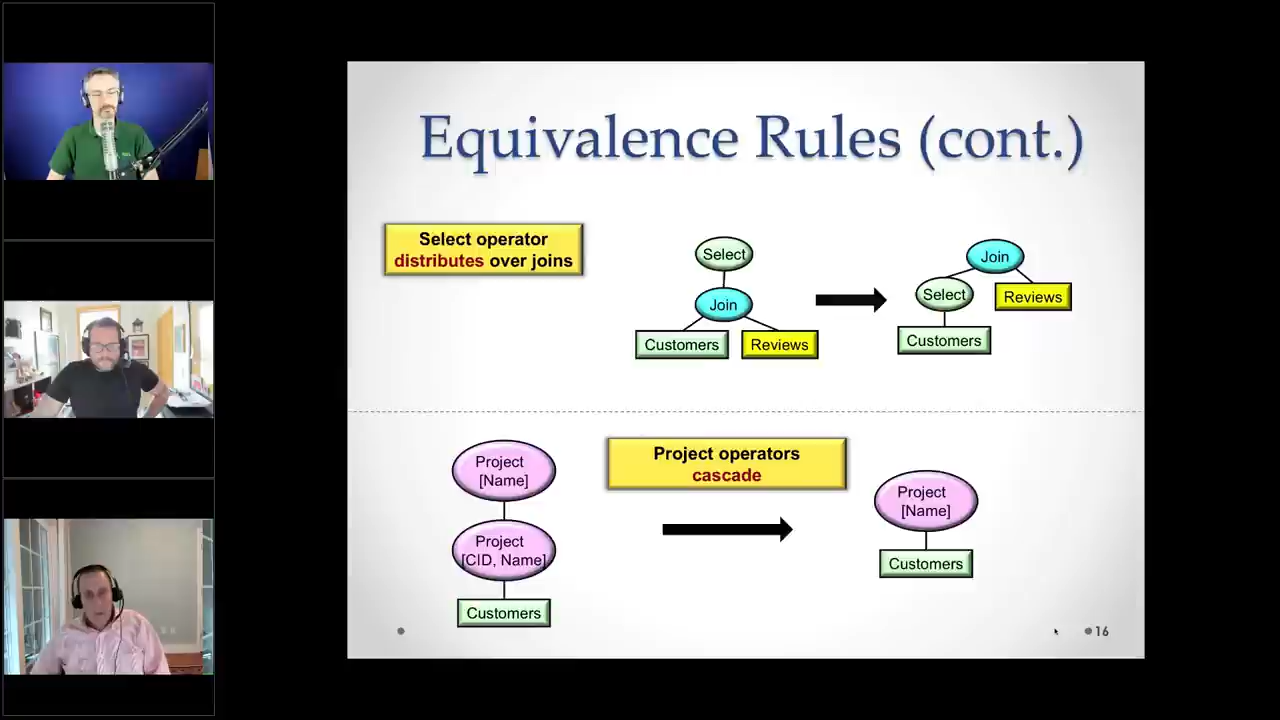 Equivalence Rules (cont.)
Select operator
distributes over joins
Select
Join
Customers
Reviews
Join
Select
Reviews
Customers
Project operators
cascade
Project
[Name]
Project
[CID, Name]
Customers
Project
[Name]
Customers
16